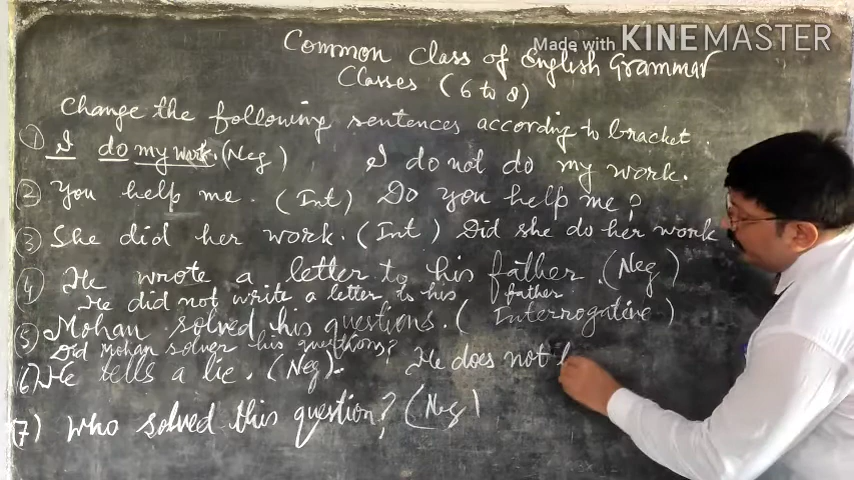 Made with KINEMASTER
Common Class of English Grammar
Classes (6 to 8)
Change the following sentences according to bracket.
(1) I do my work. (Neg) I do not do my work.
(2) You help me. (Int) Do you help me?
(3) She did her work. (Int) Did she do her work
(4) He wrote a letter to his father. (Neg)
He did not write a letter to his father.
(5) Mohan solved his questions. (Interrogative)
Did Mohan solver his questions?
(6) He tells a lie. (Neg). He does not
(7) Who solved this question? (Neg)